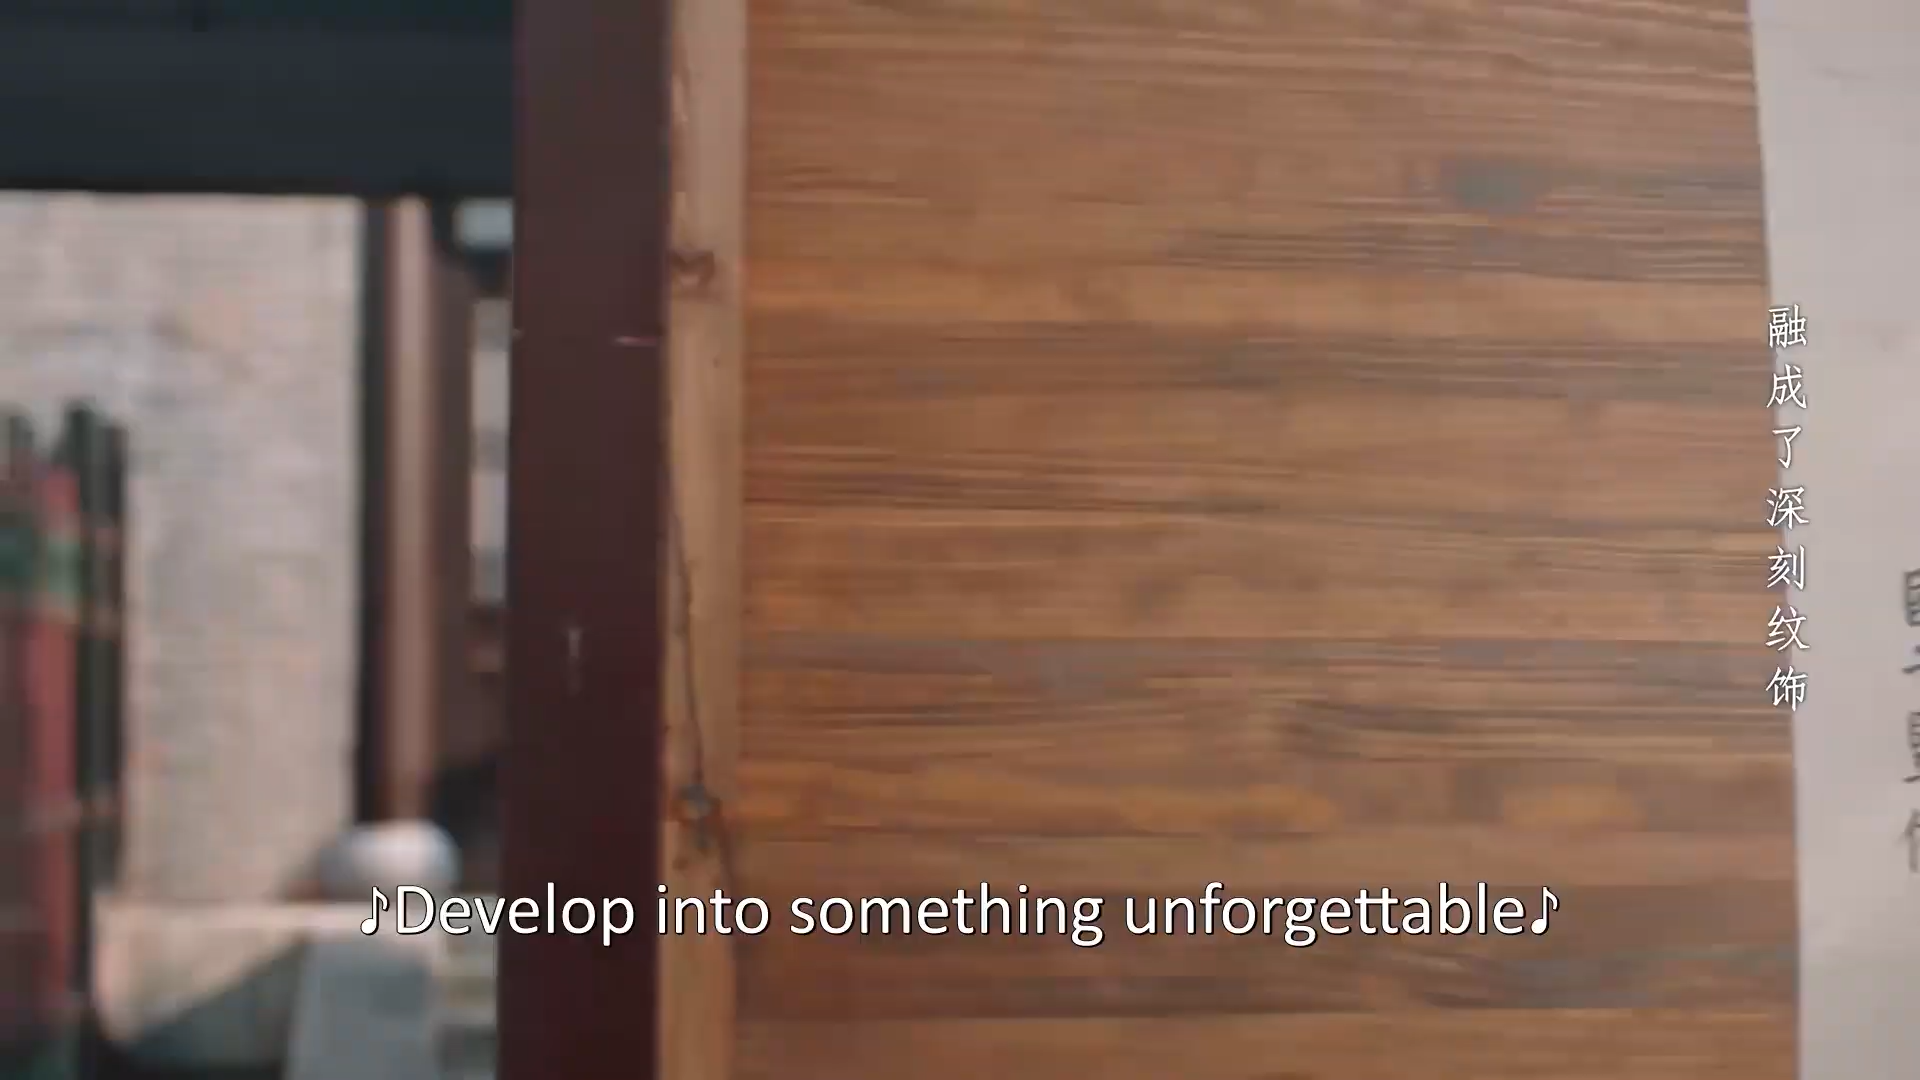 融成了深刻纹饰
♪Develop into something unforgettable♪